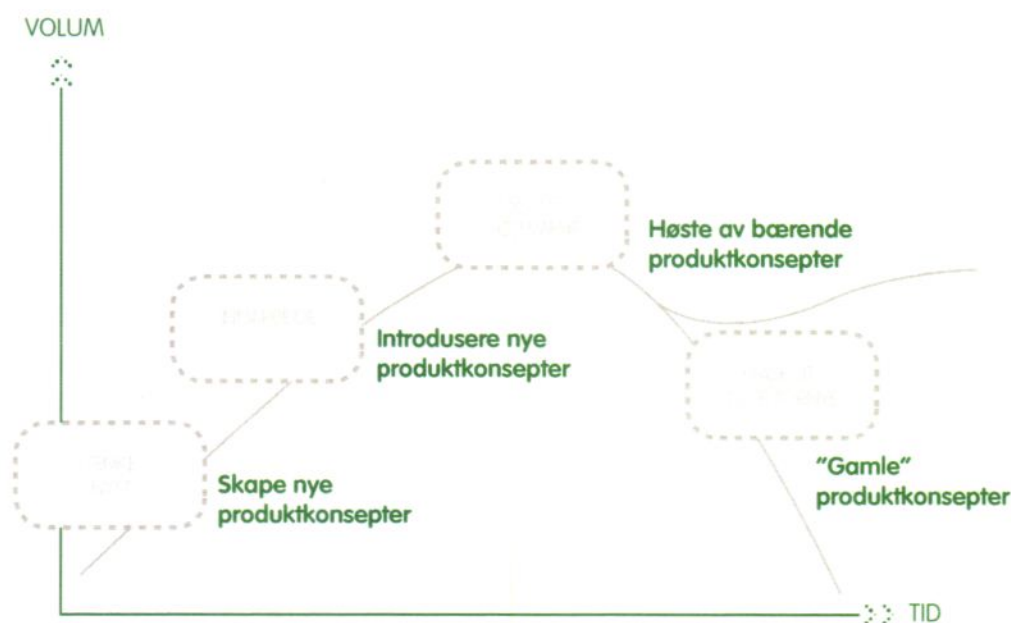 VOLUM
Høste av bærende
produktkonsepter
Introdusere nye
produktkonsepter
"Gamle"
produktkonsepter
Skape nye
produktkonsepter
TID